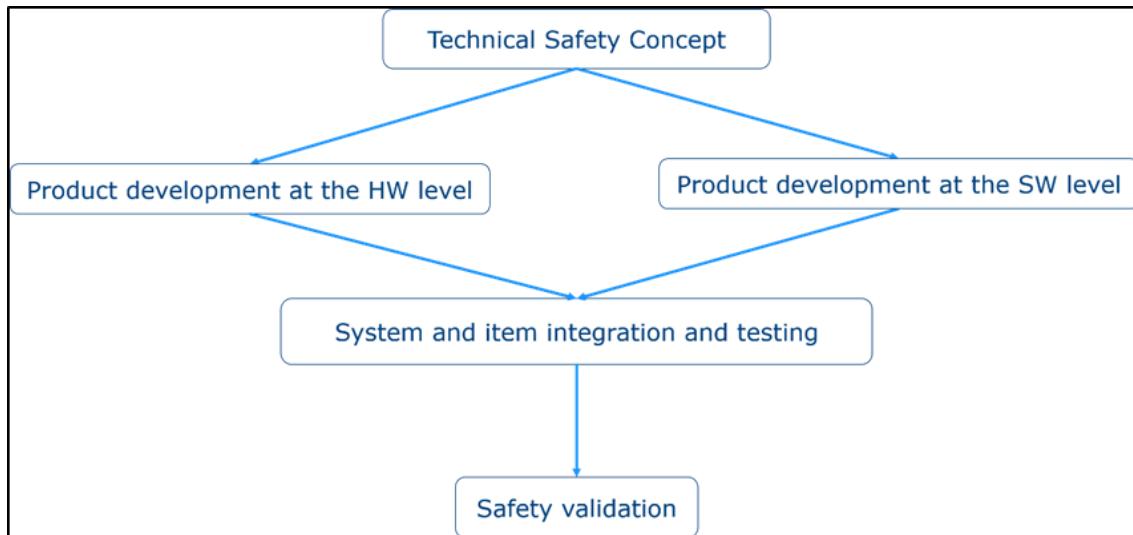 Technical Safety Concept
Product development at the HW level
Product development at the SW level
System and item integration and testing
Safety validation